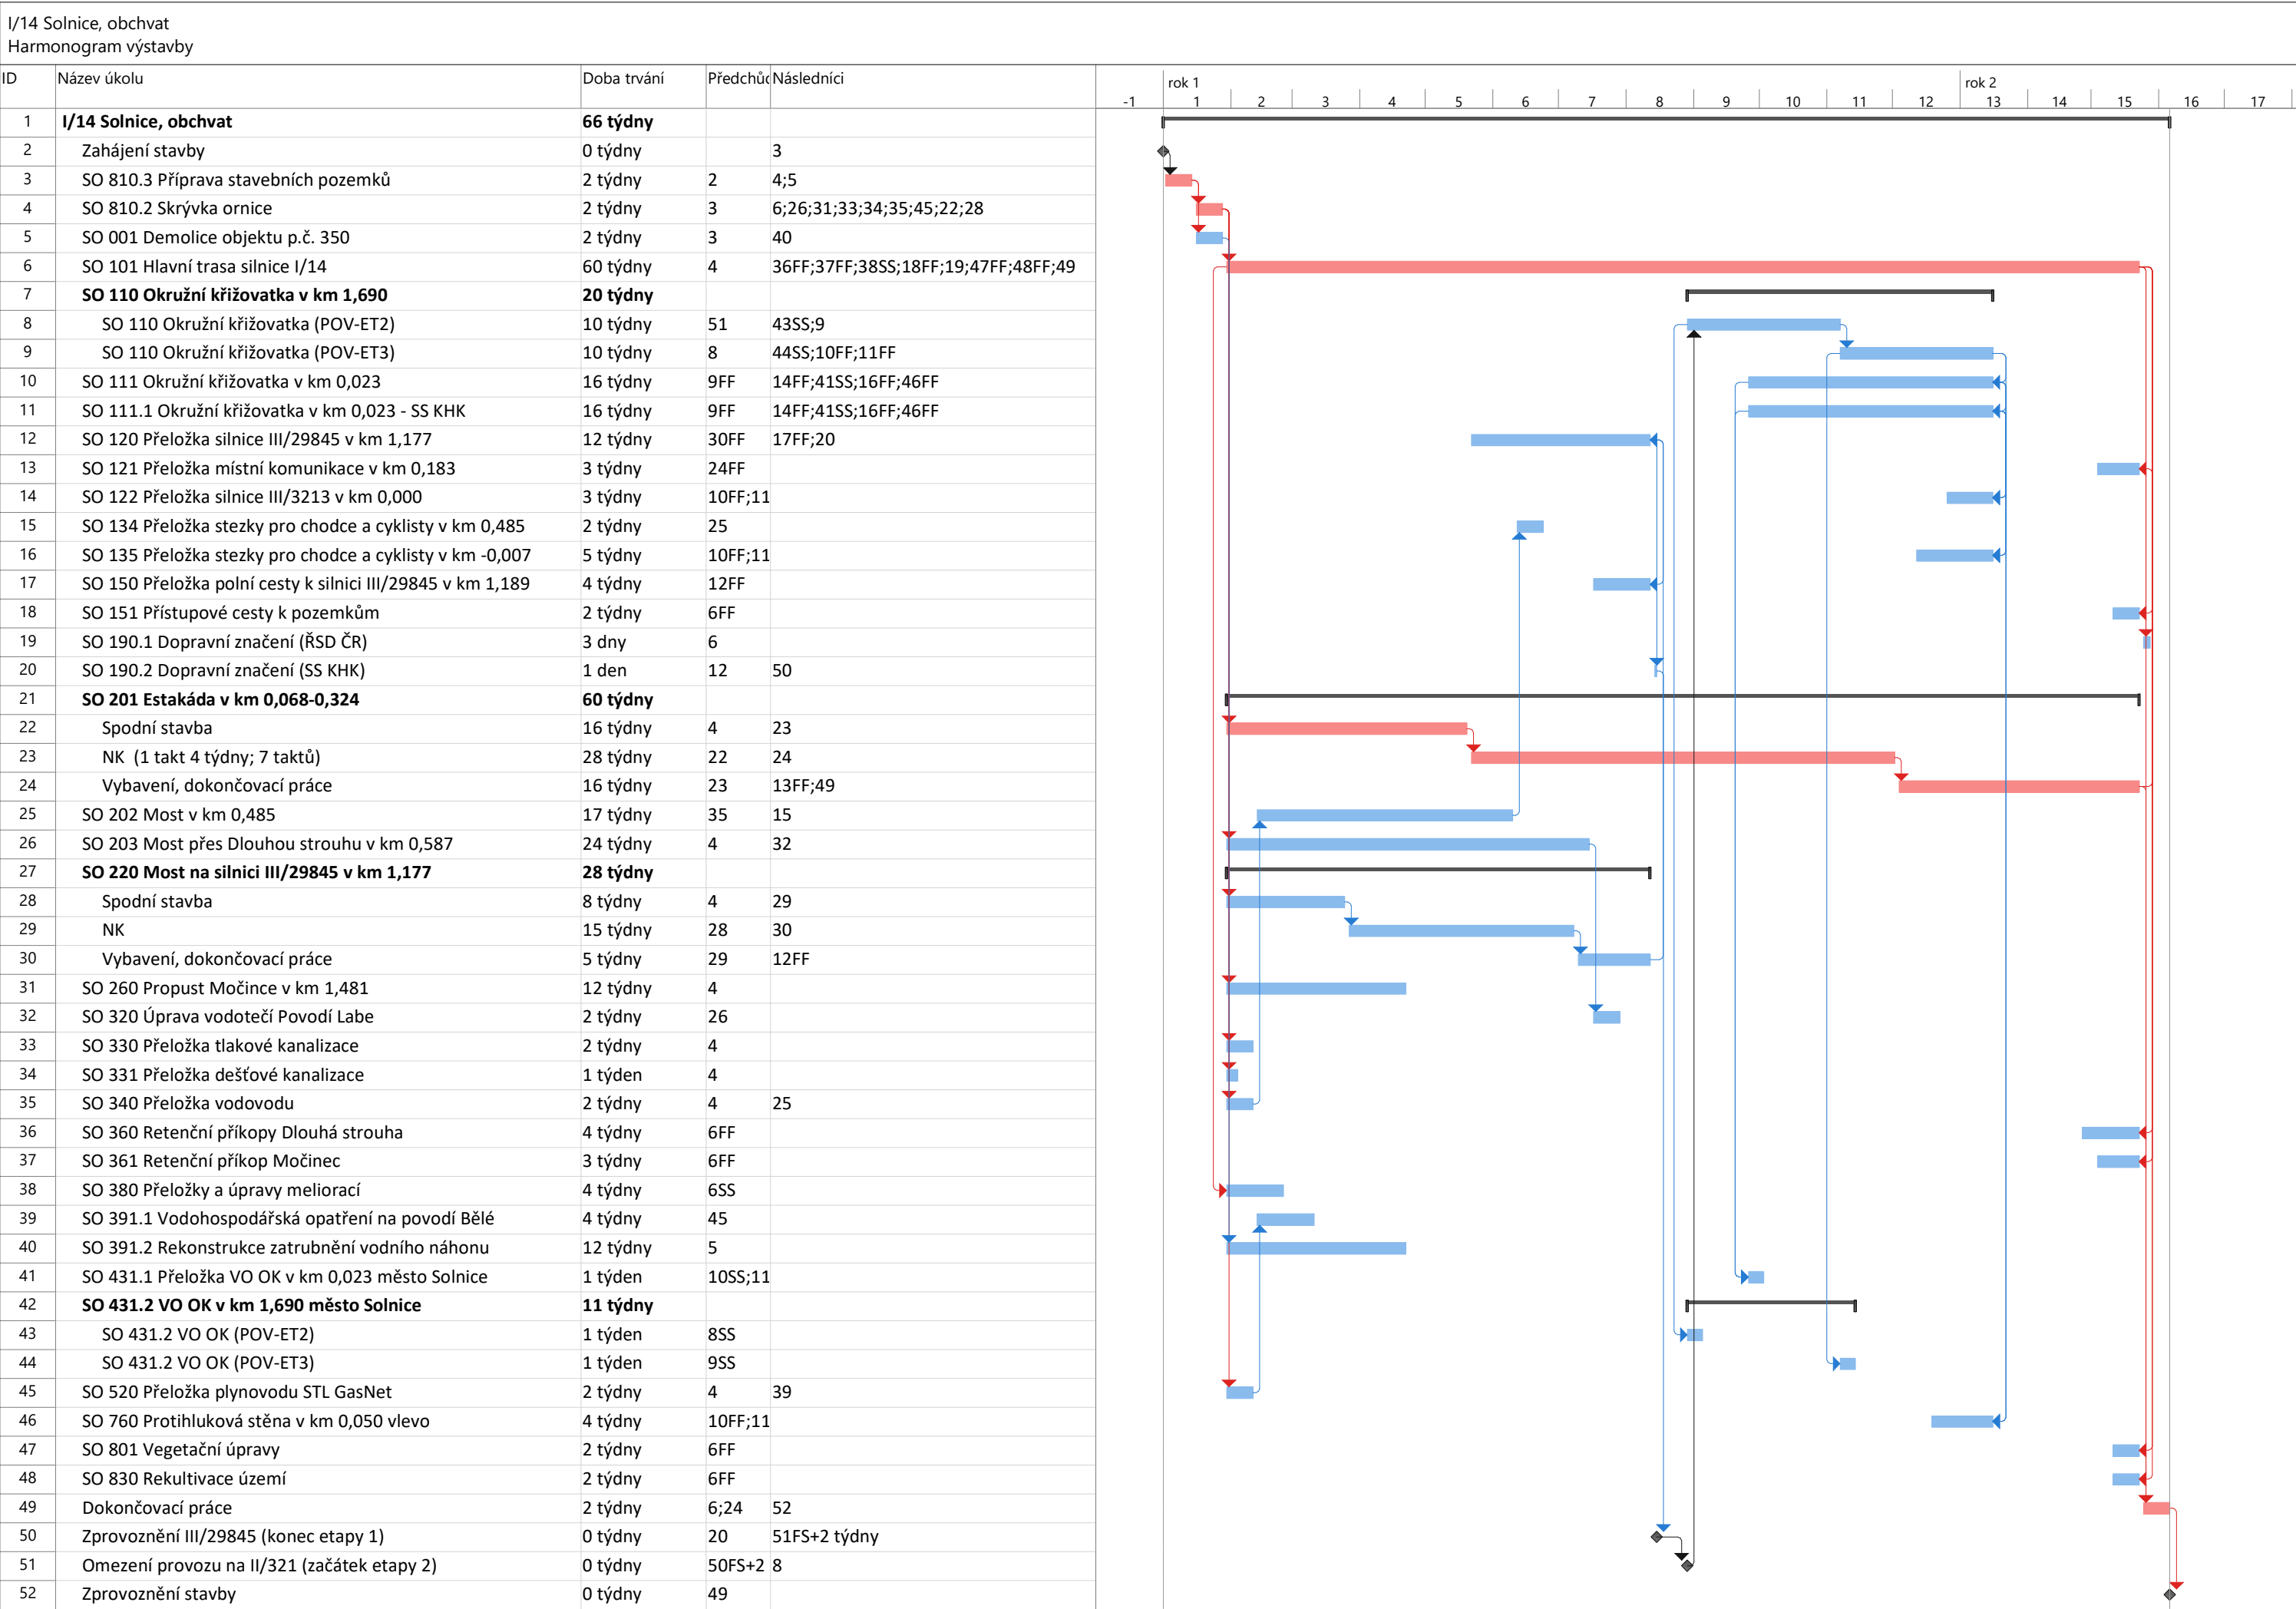 I/14 Solnice, obchvat
Harmonogram výstavby
ID Název úkolu Doba trvání Předchů Následníci
rok 1 rok 2
-1 1 2 3 4 5 6 7 8 9 10 11 12 13 14 15 16 17
1 I/14 Solnice, obchvat 66 týdny
2 Zahájení stavby 0 týdny 3
3 SO 810.3 Příprava stavebních pozemků 2 týdny 2 4;5
4 SO 810.2 Skrývka ornice 2 týdny 3 6;26;31;33;34;35;45;22;28
5 SO 001 Demolice objektu p.č. 350 2 týdny 3 40
6 SO 101 Hlavní trasa silnice I/14 60 týdny 4 36FF;37FF;38SS;18FF;19;47FF;48FF;49
7 SO 110 Okružní křižovatka v km 1,690 20 týdny
8 SO 110 Okružní křižovatka (POV-ET2) 10 týdny 51 43SS;9
9 SO 110 Okružní křižovatka (POV-ET3) 10 týdny 8 44SS;10FF;11FF
10 SO 111 Okružní křižovatka v km 0,023 16 týdny 9FF 14FF;41SS;16FF;46FF
11 SO 111.1 Okružní křižovatka v km 0,023 - SS KHK 16 týdny 9FF 14FF;41SS;16FF;46FF
12 SO 120 Přeložka silnice III/29845 v km 1,177 12 týdny 30FF 17FF;20
13 SO 121 Přeložka místní komunikace v km 0,183 3 týdny 24FF
14 SO 122 Přeložka silnice III/3213 v km 0,000 3 týdny 10FF;11
15 SO 134 Přeložka stezky pro chodce a cyklisty v km 0,485 2 týdny 25
16 SO 135 Přeložka stezky pro chodce a cyklisty v km -0,007 5 týdny 10FF;11
17 SO 150 Přeložka polní cesty k silnici III/29845 v km 1,189 4 týdny 12FF
18 SO 151 Přístupové cesty k pozemkům 2 týdny 6FF
19 SO 190.1 Dopravní značení (ŘSD ČR) 3 dny 6
20 SO 190.2 Dopravní značení (SS KHK) 1 den 12 50
21 SO 201 Estakáda v km 0,068-0,324 60 týdny
22 Spodní stavba 16 týdny 4 23
23 NK (1 takt 4 týdny; 7 taktů) 28 týdny 22 24
24 Vybavení, dokončovací práce 16 týdny 23 13FF;49
25 SO 202 Most v km 0,485 17 týdny 35 15
26 SO 203 Most přes Dlouhou strouhu v km 0,587 24 týdny 4 32
27 SO 220 Most na silnici III/29845 v km 1,177 28 týdny
28 Spodní stavba 8 týdny 4 29
29 NK 15 týdny 28 30
30 Vybavení, dokončovací práce 5 týdny 29 12FF
31 SO 260 Propust Močince v km 1,481 12 týdny 4
32 SO 320 Úprava vodotečí Povodí Labe 2 týdny 26
33 SO 330 Přeložka tlakové kanalizace 2 týdny 4
34 SO 331 Přeložka dešťové kanalizace 1 týden 4
35 SO 340 Přeložka vodovodu 2 týdny 4 25
36 SO 360 Retenční příkopy Dlouhá strouha 4 týdny 6FF
37 SO 361 Retenční příkop Močinec 3 týdny 6FF
38 SO 380 Přeložky a úpravy meliorací 4 týdny 6SS
39 SO 391.1 Vodohospodářská opatření na povodí Bělé 4 týdny 45
40 SO 391.2 Rekonstrukce zatrubnění vodního náhonu 12 týdny 5
41 SO 431.1 Přeložka VO OK v km 0,023 město Solnice 1 týden 10SS;11
42 SO 431.2 VO OK v km 1,690 město Solnice 11 týdny
43 SO 431.2 VO OK (POV-ET2) 1 týden 8SS
44 SO 431.2 VO OK (POV-ET3) 1 týden 9SS
45 SO 520 Přeložka plynovodu STL GasNet 2 týdny 4 39
46 SO 760 Protihluková stěna v km 0,050 vlevo 4 týdny 10FF;11
47 SO 801 Vegetační úpravy 2 týdny 6FF
48 SO 830 Rekultivace území 2 týdny 6FF
49 Dokončovací práce 2 týdny 6;24 52
50 Zprovoznění III/29845 (konec etapy 1) 0 týdny 20 51FS+2 týdny
51 Omezení provozu na II/321 (začátek etapy 2) 0 týdny 50FS+2 8
52 Zprovoznění stavby 0 týdny 49